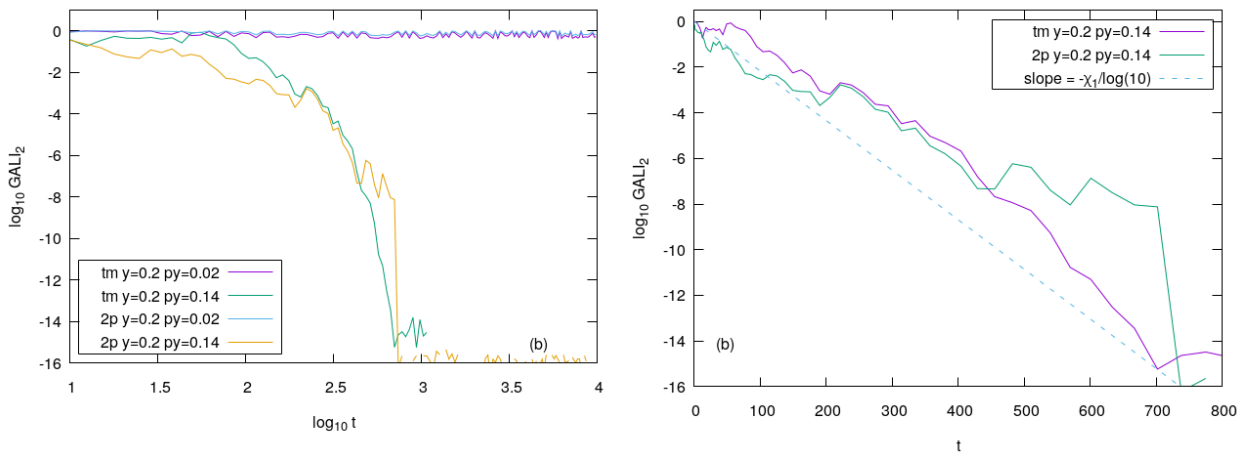 0
-2
-4
-6
-8
-10
-12
-14
-16
1
1.5
2
2.5
3
3.5
4
log₁₀ GALI₂
log₁₀ t
(b)
tm y=0.2 py=0.02
tm y=0.2 py=0.14
2p y=0.2 py=0.02
2p y=0.2 py=0.14
0
-2
-4
-6
-8
-10
-12
-14
-16
0
100
200
300
400
500
600
700
800
log₁₀ GALI₂
t
(b)
tm y=0.2 py=0.14
2p y=0.2 py=0.14
slope = -χ₁/log(10)